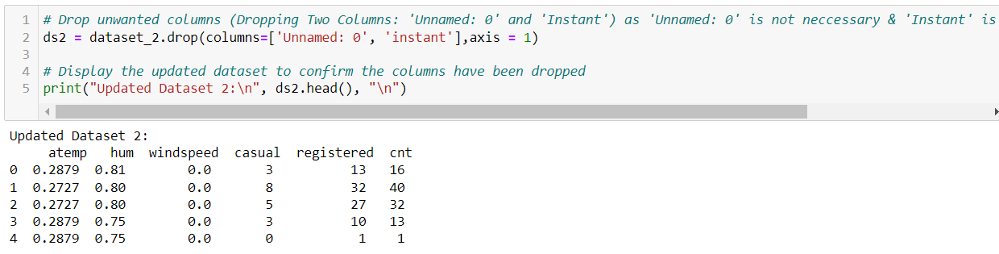 1 # Drop unwanted columns (Dropping Two Columns: 'Unnamed: 0' and 'Instant') as 'Unnamed: 0' is not neccessary & 'Instant' is
2 ds2 = dataset_2.drop(columns=['Unnamed: 0', 'instant'],axis = 1)
3
4 # Display the updated dataset to confirm the columns have been dropped
5 print("Updated Dataset 2:\n", ds2.head(), "\n")
Updated Dataset 2:
atemp hum windspeed casual registered cnt
0 0.2879 0.81 0.0 3 13 16
1 0.2727 0.80 0.0 8 32 40
2 0.2727 0.80 0.0 5 27 32
3 0.2879 0.75 0.0 3 10 13
4 0.2879 0.75 0.0 0 1 1